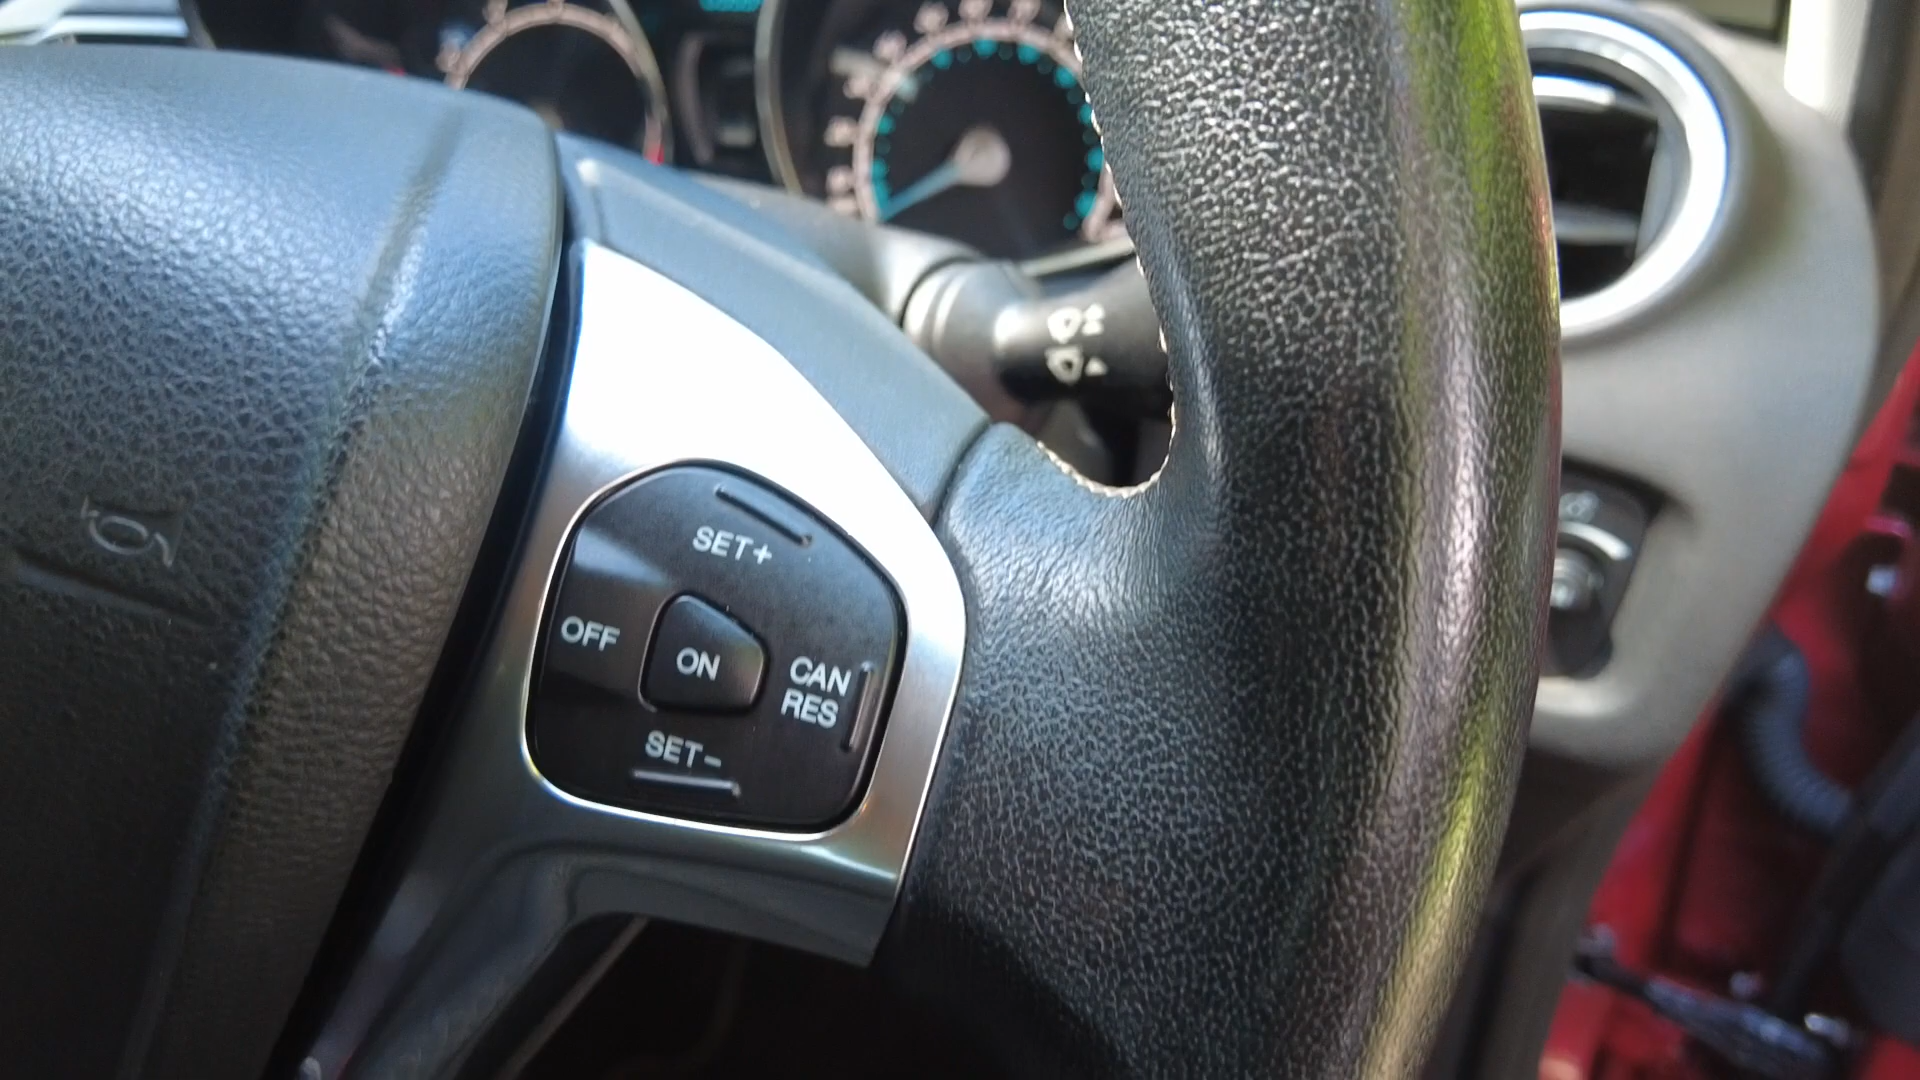 SET+
OFF
ON
CAN
RES
SET-